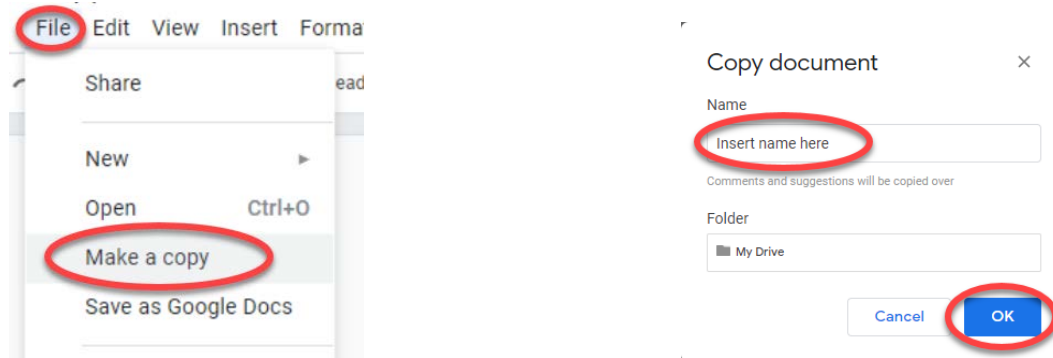 File Edit View Insert Forma
Share
ead
New
Open Ctrl+O
Make a copy
Save as Google Docs
Copy document
Name
Insert name here
Comments and suggestions will be copied over
Folder
My Drive
Cancel OK